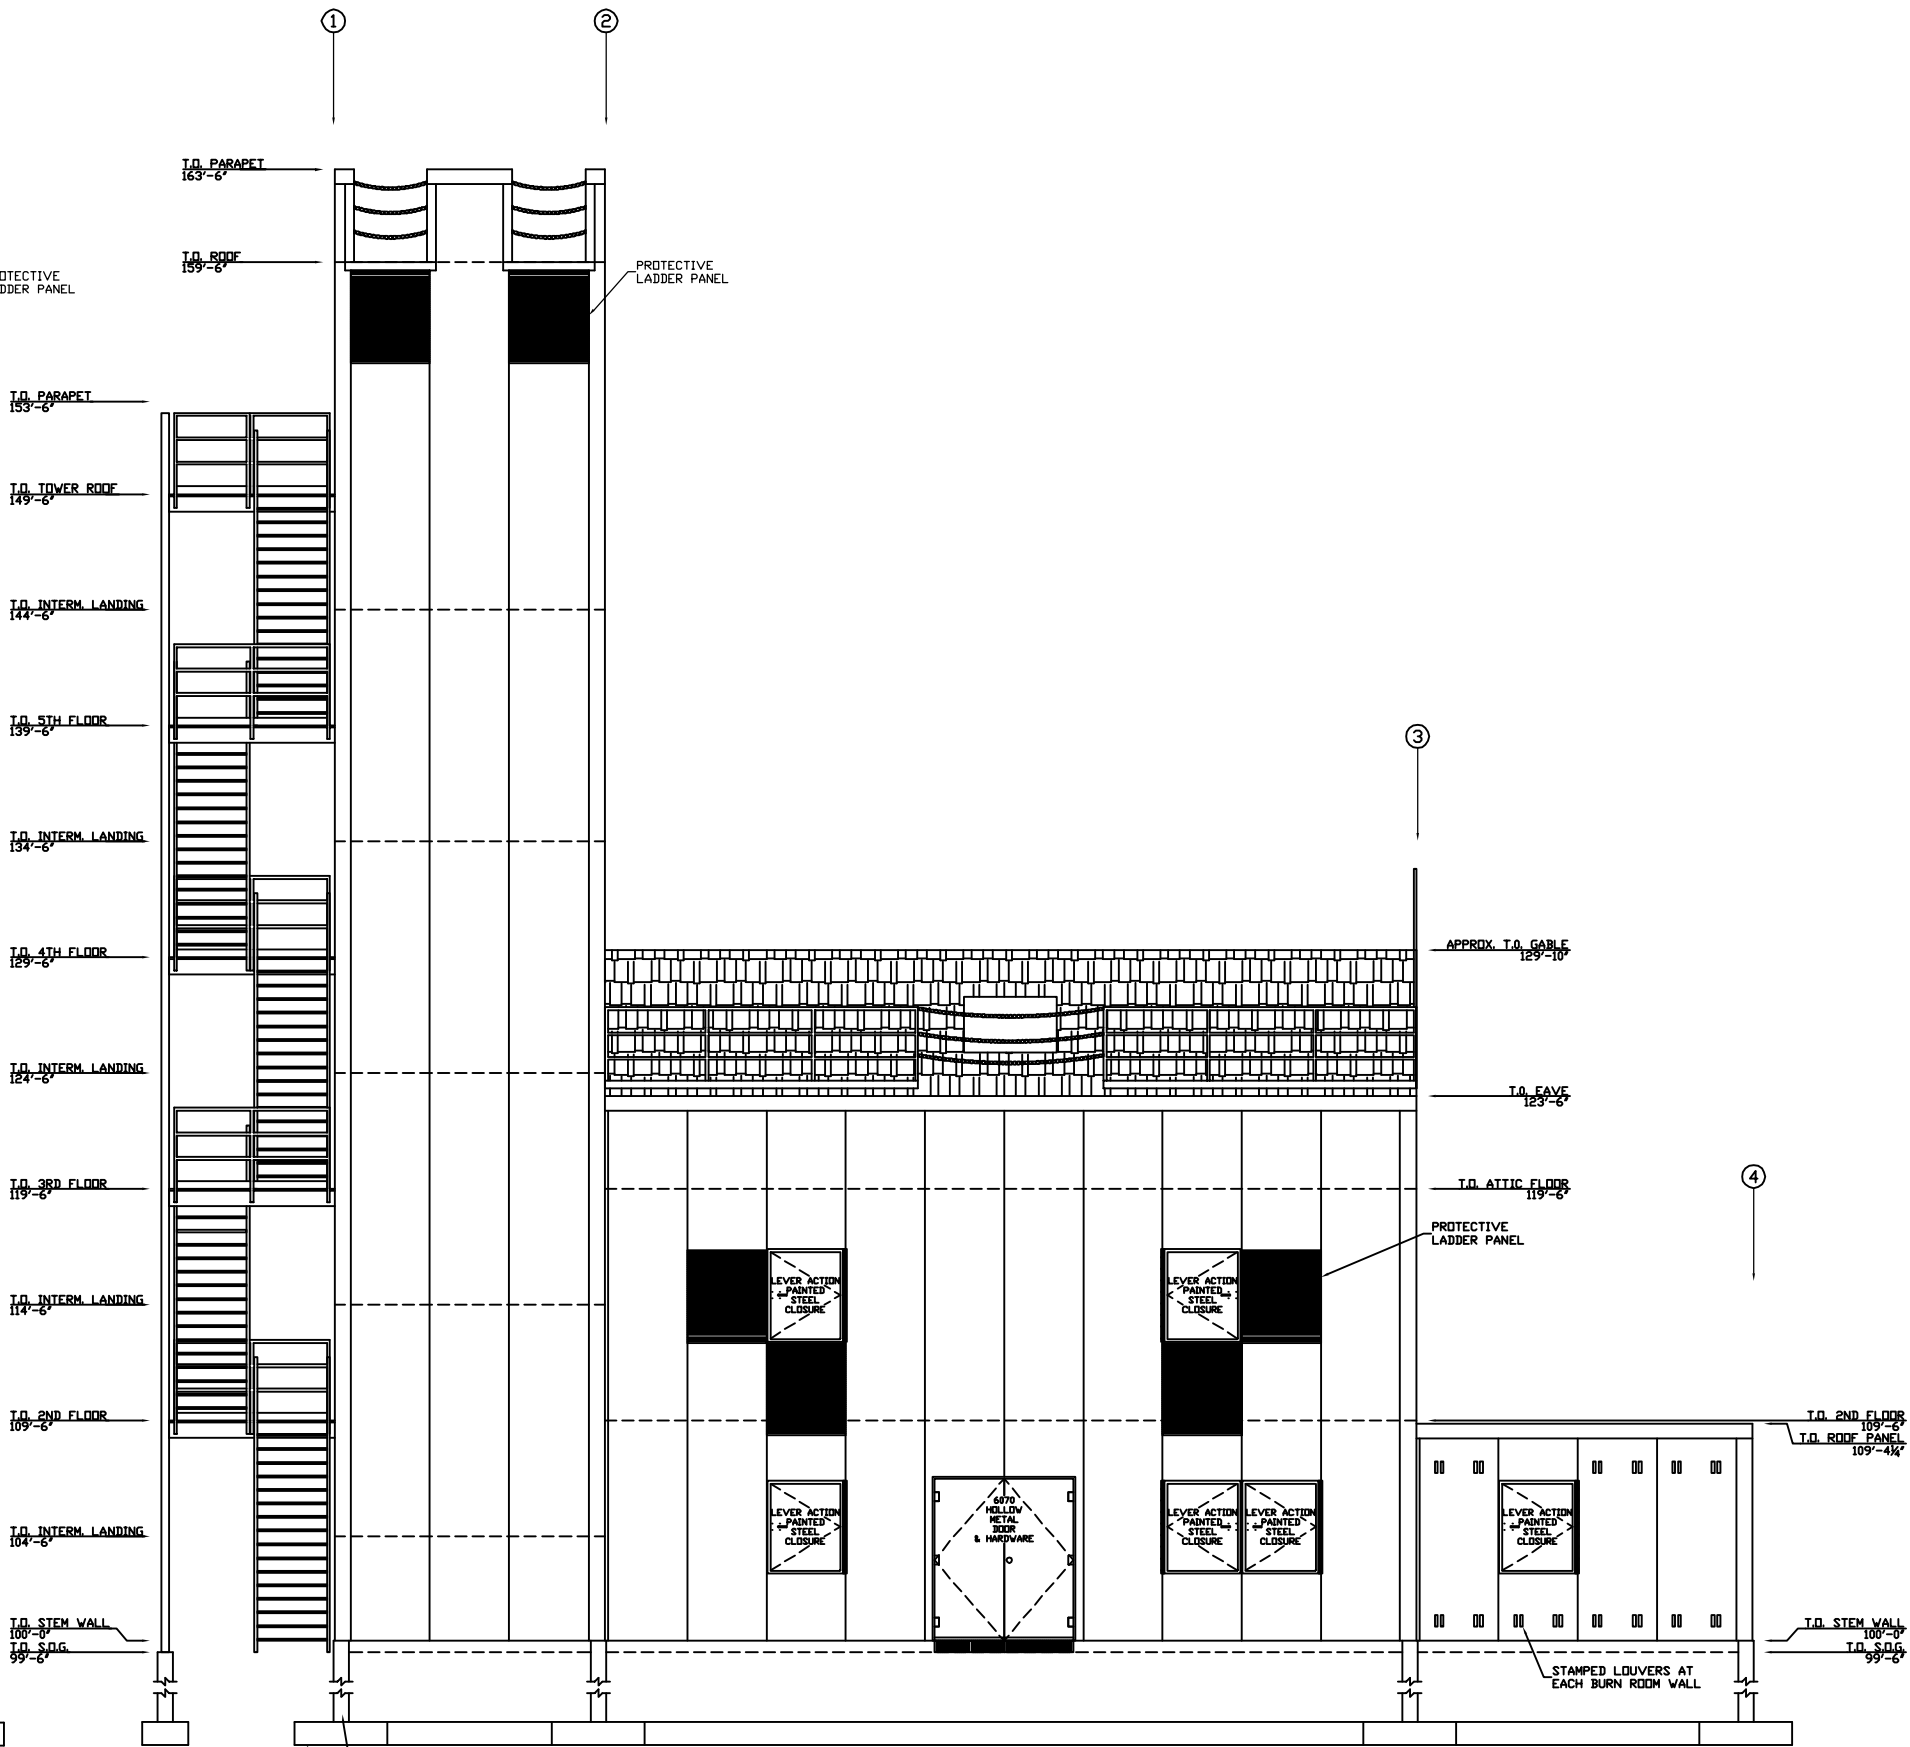 1
2
T.O. PARAPET
163'-6"
T.O. ROOF
159'-6"
PROTECTIVE
LADDER PANEL
OTECTIVE
DDER PANEL
T.O. PARAPET
153'-6"
T.O. TOWER ROOF
149'-6"
T.O. INTERM. LANDING
144'-6"
T.O. 5TH FLOOR
139'-6"
3
T.O. INTERM. LANDING
134'-6"
T.O. 4TH FLOOR
129'-6"
APPROX. T.O. GABLE
129'-10"
T.O. INTERM. LANDING
124'-6"
T.O. EAVE
123'-6"
T.O. 3RD FLOOR
119'-6"
T.O. ATTIC FLOOR
119'-6"
4
PROTECTIVE
LADDER PANEL
T.O. INTERM. LANDING
114'-6"
LEVER ACTION
PAINTED
STEEL
CLOSURE
LEVER ACTION
PAINTED
STEEL
CLOSURE
T.O. 2ND FLOOR
109'-6"
T.O. 2ND FLOOR
109'-6"
T.O. ROOF PANEL
109'-4¼"
T.O. INTERM. LANDING
104'-6"
LEVER ACTION
PAINTED
STEEL
CLOSURE
6070
HOLLOW
METAL
DOOR
& HARDWARE
LEVER ACTION
PAINTED
STEEL
CLOSURE
LEVER ACTION
PAINTED
STEEL
CLOSURE
LEVER ACTION
PAINTED
STEEL
CLOSURE
T.O. STEM WALL
100'-0"
T.O. S.O.G.
99'-6"
T.O. STEM WALL
100'-0"
T.O. S.O.G.
99'-6"
STAMPED LOUVERS AT
EACH BURN ROOM WALL